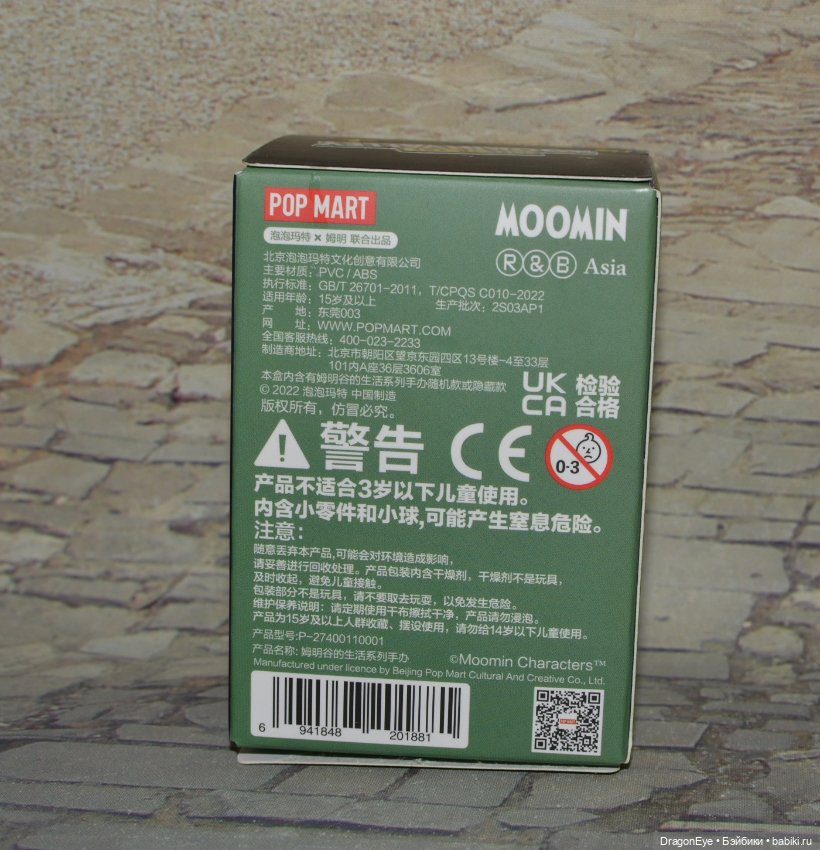 POP MART
泡泡玛特 × 姆明 联合出品
MOOMIN
R&B Asia
北京泡泡玛特文化创意有限公司
主要材质：PVC / ABS
执行标准：GB/T 26701-2011，T/CPQS C010-2022
适用年龄：15岁及以上 生产批次：2S03AP1
产 地：东莞003
网 址：WWW.POPMART.COM
全国客服热线：400-023-2233
制造商地址：北京市朝阳区望京东园四区13号楼-4至33层
101内A座36层3606室
本盒内含有姆明谷的生活系列手办随机款或隐藏款
© 2022 泡泡玛特 中国制造
版权所有，仿冒必究。
UK
CA
检验
合格
警告
CE
0-3
产品不适合3岁以下儿童使用。
内含小零件和小球,可能产生窒息危险。
注意：
随意丢弃本产品,可能会对环境造成影响，
请妥善进行回收处理。产品包装内含干燥剂，干燥剂不是玩具，
及时收起，避免儿童接触。
包装部分不是玩具，请不要取去玩耍，以免发生危险。
维护保养说明：请定期使用干布擦拭干净，产品请勿浸泡。
产品为15岁及以上人群收藏、摆设使用，请勿给14岁以下儿童使用。
产品型号:P-27400110001
产品名称: 姆明谷的生活系列手办
©Moomin Characters™
Manufactured under licence by Beijing Pop Mart Cultural And Creative Co., Ltd.
6 941848 201881
POP MART
DragonEye • Бэйбики • babiki.ru